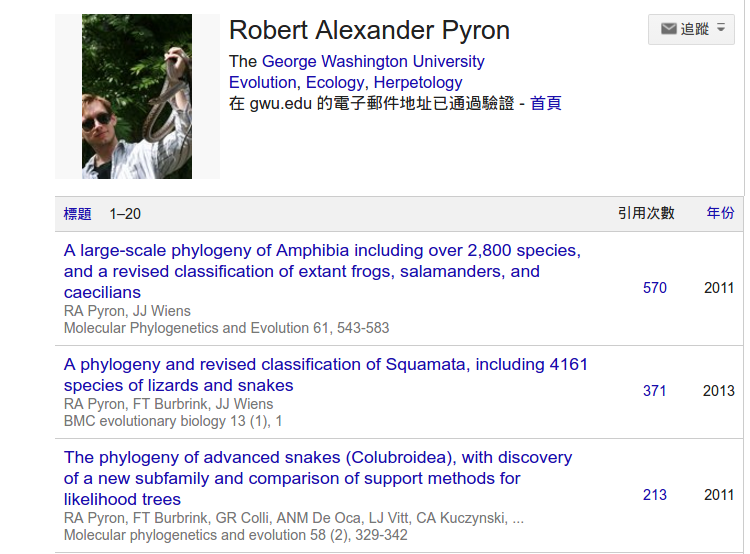 Robert Alexander Pyron
追蹤
The George Washington University
Evolution, Ecology, Herpetology
在 gwu.edu 的電子郵件地址已通過驗證 - 首頁
標題 1–20 引用次數 年份
A large-scale phylogeny of Amphibia including over 2,800 species,
and a revised classification of extant frogs, salamanders, and
caecilians
570 2011
RA Pyron, JJ Wiens
Molecular Phylogenetics and Evolution 61, 543-583
A phylogeny and revised classification of Squamata, including 4161
species of lizards and snakes
371 2013
RA Pyron, FT Burbrink, JJ Wiens
BMC evolutionary biology 13 (1), 1
The phylogeny of advanced snakes (Colubroidea), with discovery
of a new subfamily and comparison of support methods for
likelihood trees
213 2011
RA Pyron, FT Burbrink, GR Colli, ANM De Oca, LJ Vitt, CA Kuczynski, ...
Molecular phylogenetics and evolution 58 (2), 329-342